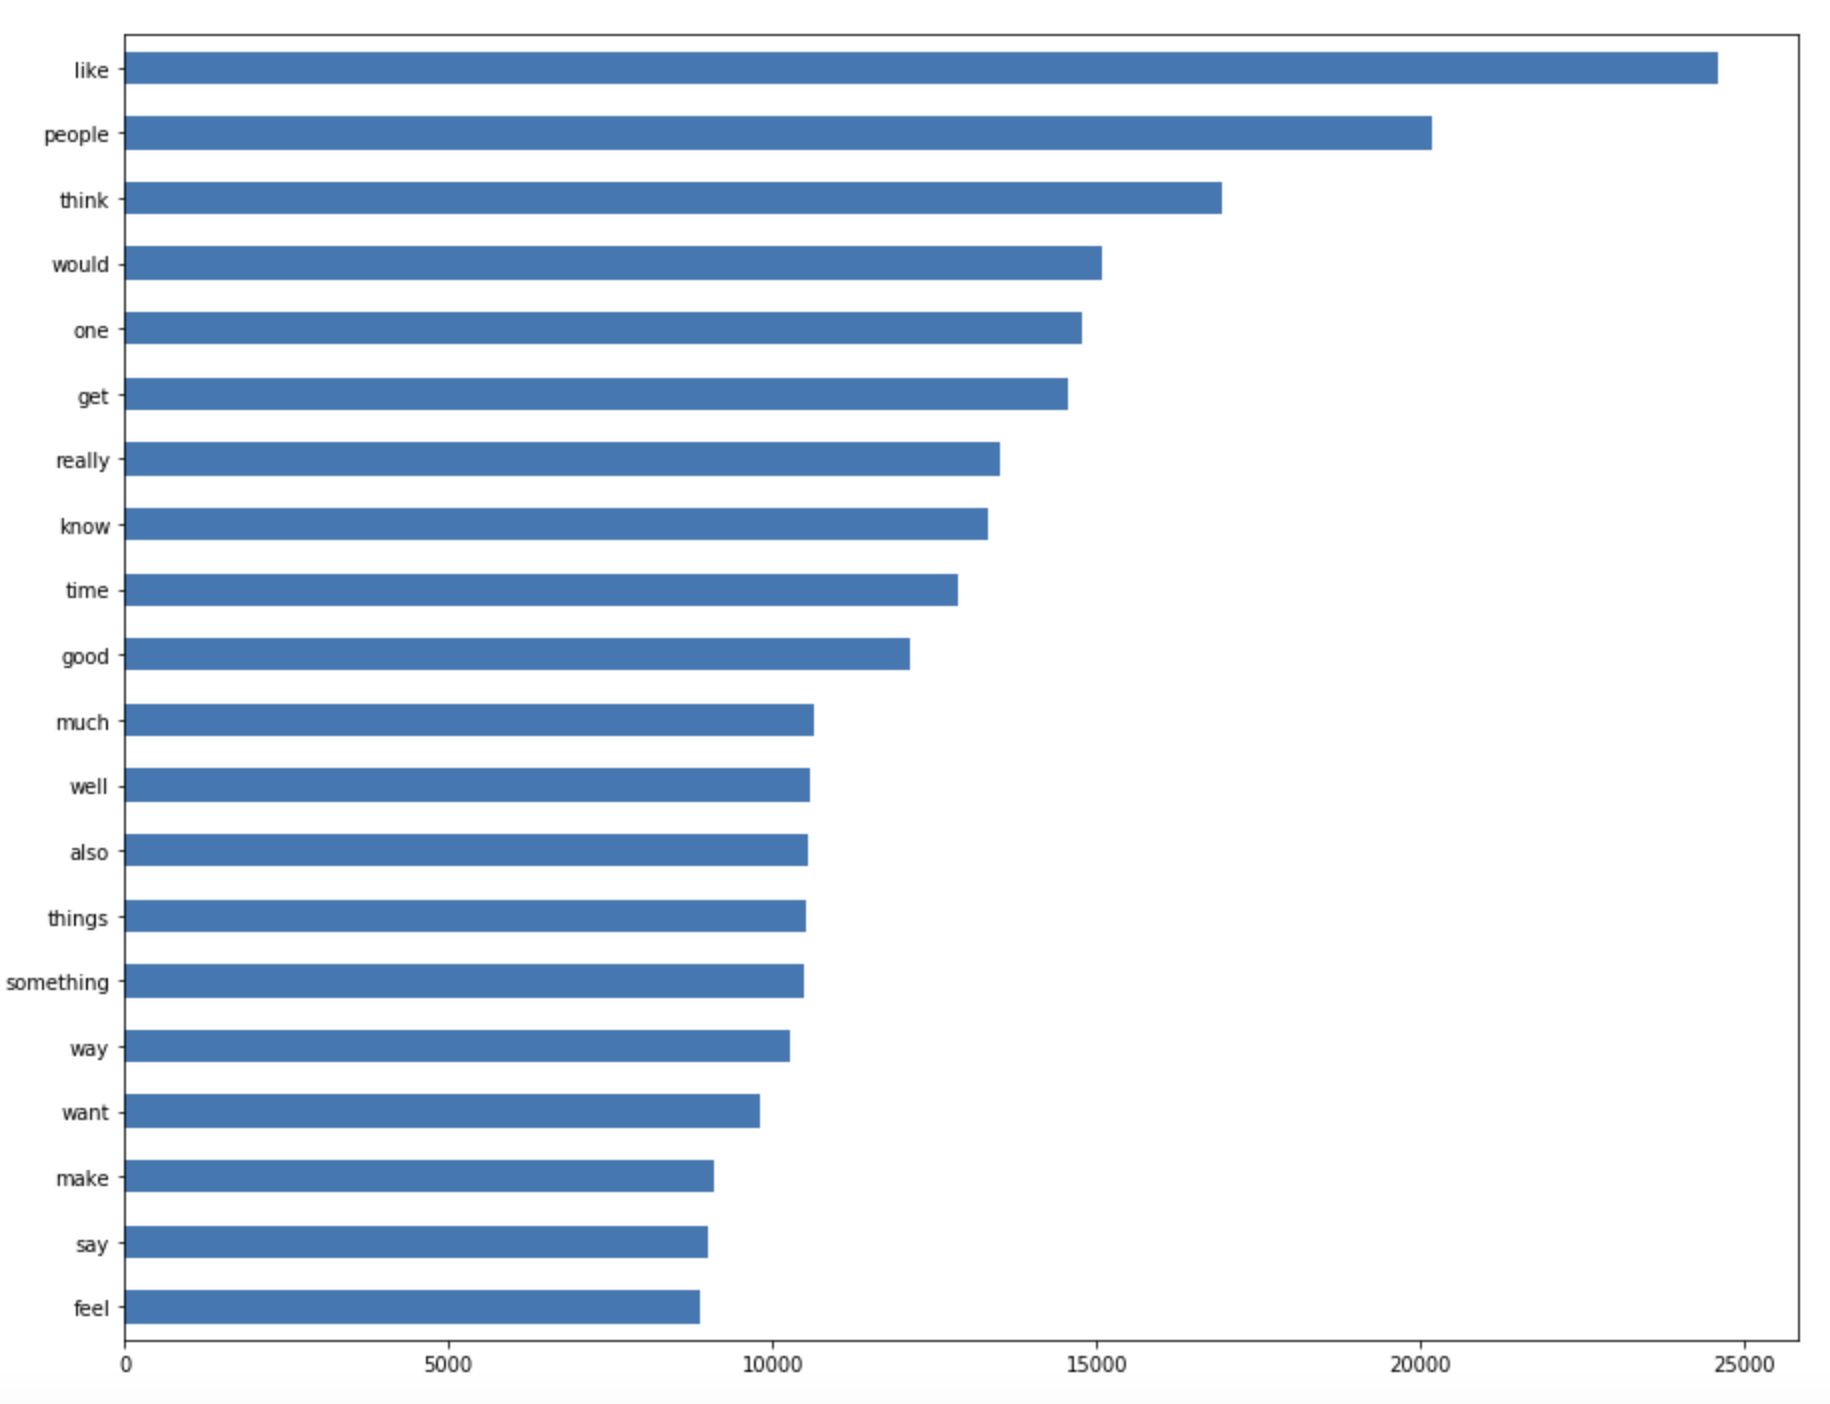 like
people
think
would
one
get
really
know
time
good
much
well
also
things
something
way
want
make
say
feel
0 5000 10000 15000 20000 25000